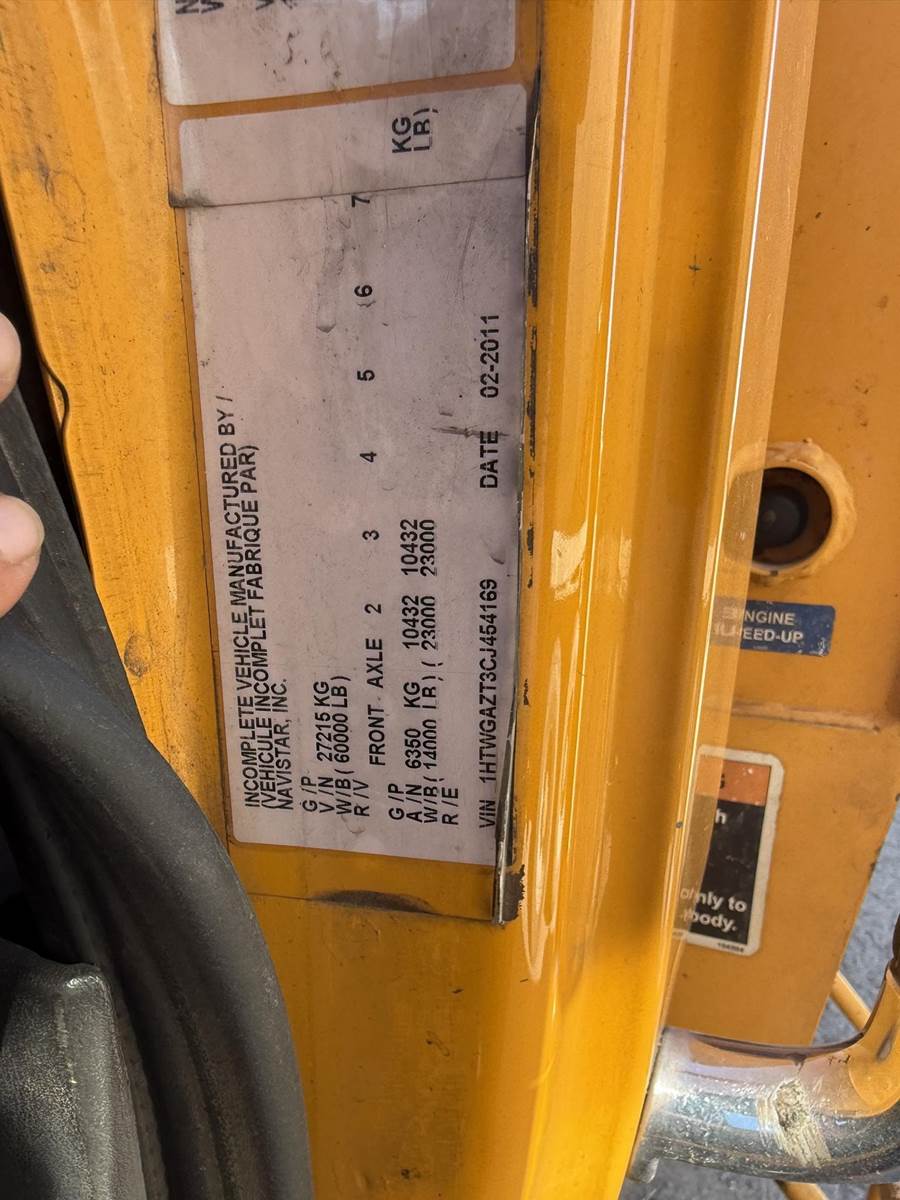 INCOMPLETE VEHICLE MANUFACTURED BY /
(VEHICULE INCOMPLET FABRIQUE PAR)
NAVISTAR, INC.
G / P
V / N 27215 KG
W/B ( 60000 LB )
R / V FRONT AXLE 2 3 4 5 6 7
G / P
A / N 6350 KG 10432 10432 KG
W/B ( 14000 LB ) ( 23000 23000 LB )
R / E
VIN 1HTWGAZT3CJ454169 DATE 02-2011
ENGINE
only to
body.